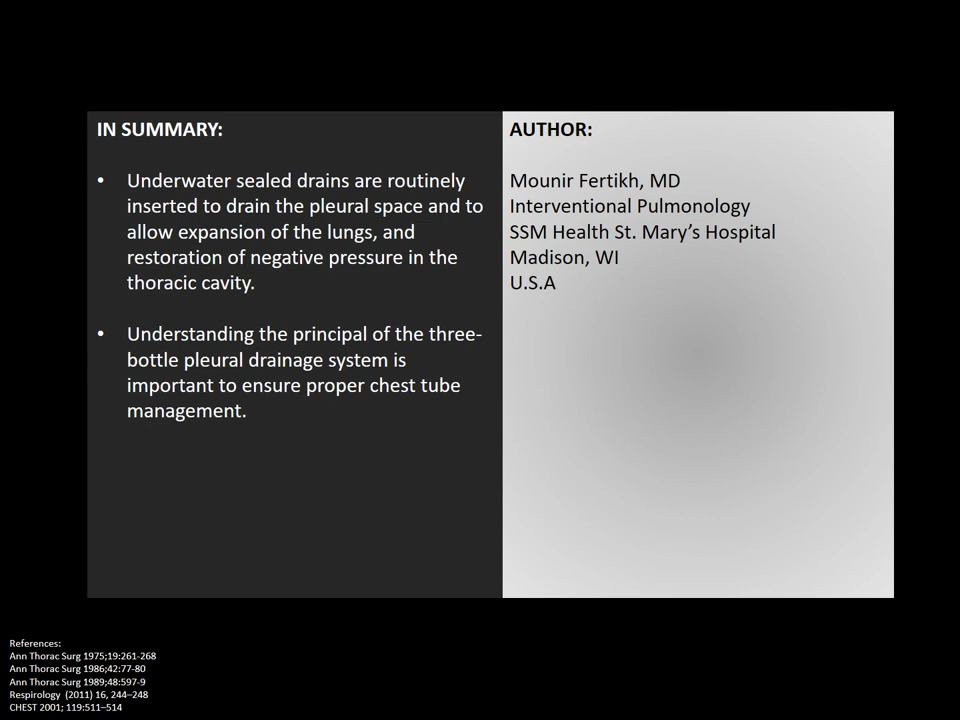 IN SUMMARY:
• Underwater sealed drains are routinely
inserted to drain the pleural space and to
allow expansion of the lungs, and
restoration of negative pressure in the
thoracic cavity.
• Understanding the principal of the three-
bottle pleural drainage system is
important to ensure proper chest tube
management.
AUTHOR:
Mounir Fertikh, MD
Interventional Pulmonology
SSM Health St. Mary’s Hospital
Madison, WI
U.S.A
References:
Ann Thorac Surg 1975;19:261-268
Ann Thorac Surg 1986;42:77-80
Ann Thorac Surg 1989;48:597-9
Respirology (2011) 16, 244–248
CHEST 2001; 119:511–514